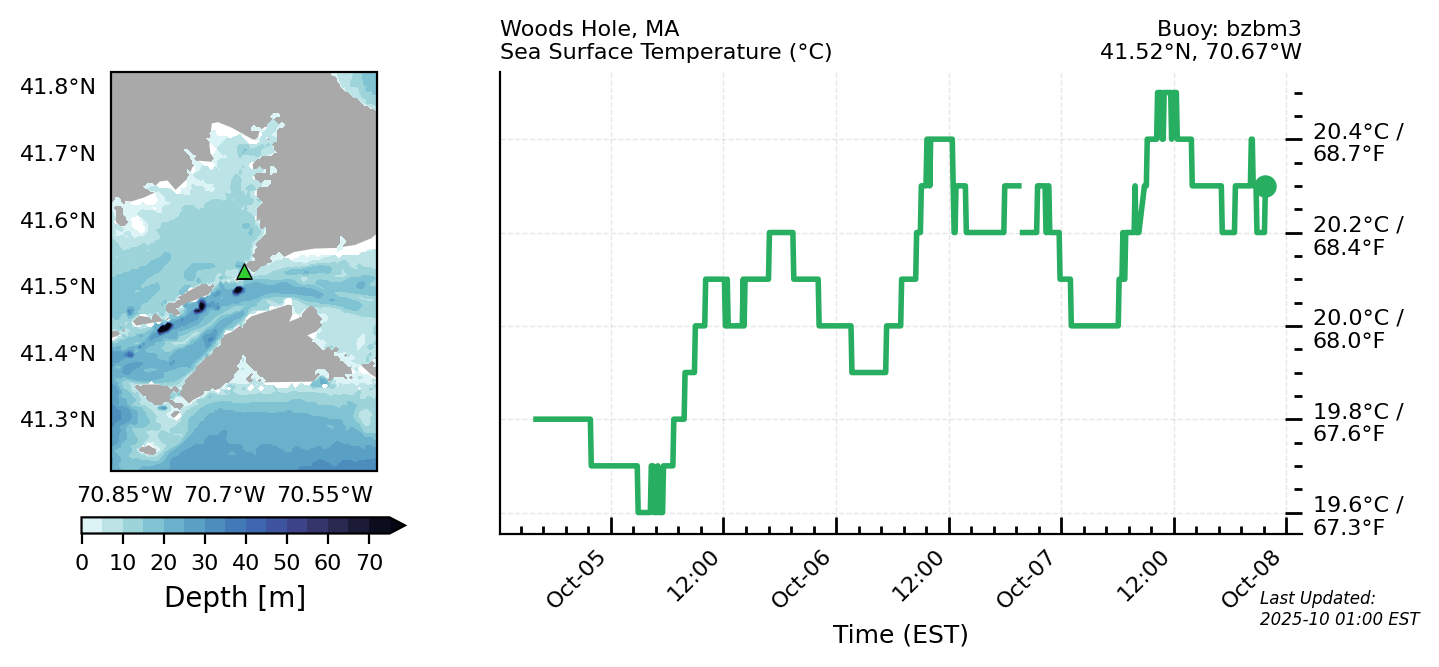 Woods Hole, MA
Sea Surface Temperature (°C)
Buoy: bzbm3
41.52°N, 70.67°W
41.8°N
41.7°N
41.6°N
41.5°N
41.4°N
41.3°N
70.85°W 70.7°W 70.55°W
0 10 20 30 40 50 60 70
Depth [m]
20.4°C /
68.7°F
20.2°C /
68.4°F
20.0°C /
68.0°F
19.8°C /
67.6°F
19.6°C /
67.3°F
Oct-05 12:00 Oct-06 12:00 Oct-07 12:00 Oct-08
Time (EST)
Last Updated:
2025-10 01:00 EST